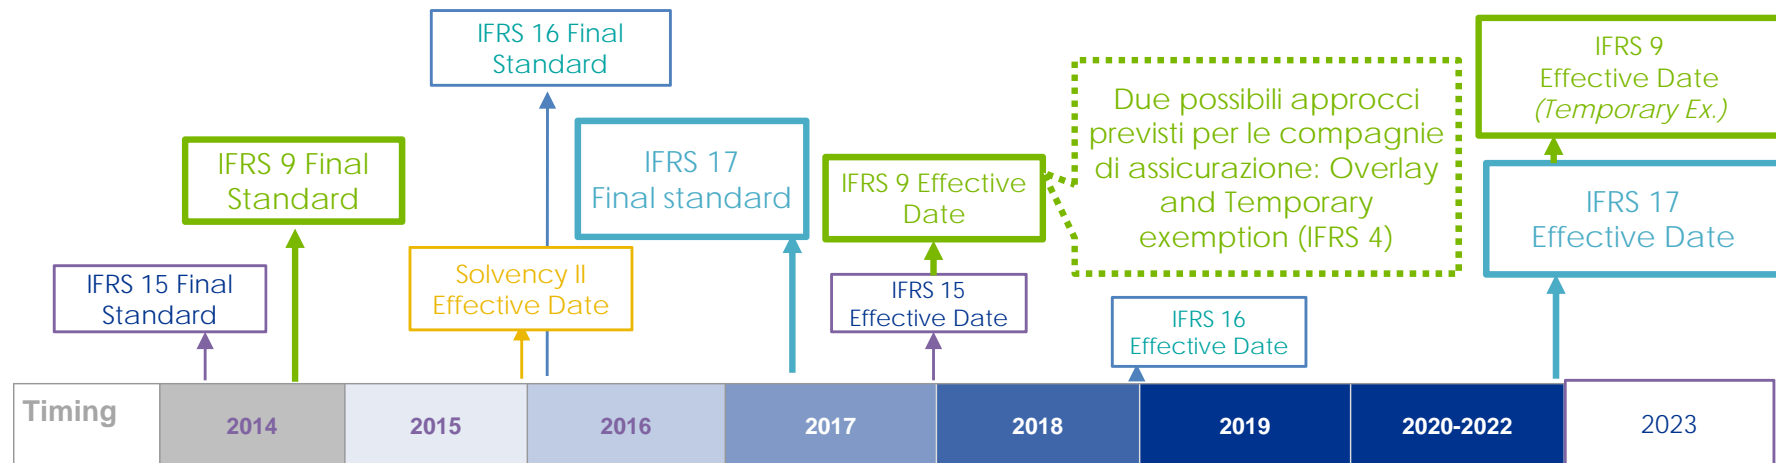 IFRS 16 Final
Standard
IFRS 9
Effective Date
(Temporary Ex.)
Due possibili approcci
previsti per le compagnie
di assicurazione: Overlay
and Temporary
exemption (IFRS 4)
IFRS 9 Final
Standard
IFRS 17
Final standard
IFRS 9 Effective
Date
IFRS 17
Effective Date
IFRS 15 Final
Standard
Solvency II
Effective Date
IFRS 15
Effective Date
IFRS 16
Effective Date
Timing
2014
2015
2016
2017
2018
2019
2020-2022
2023